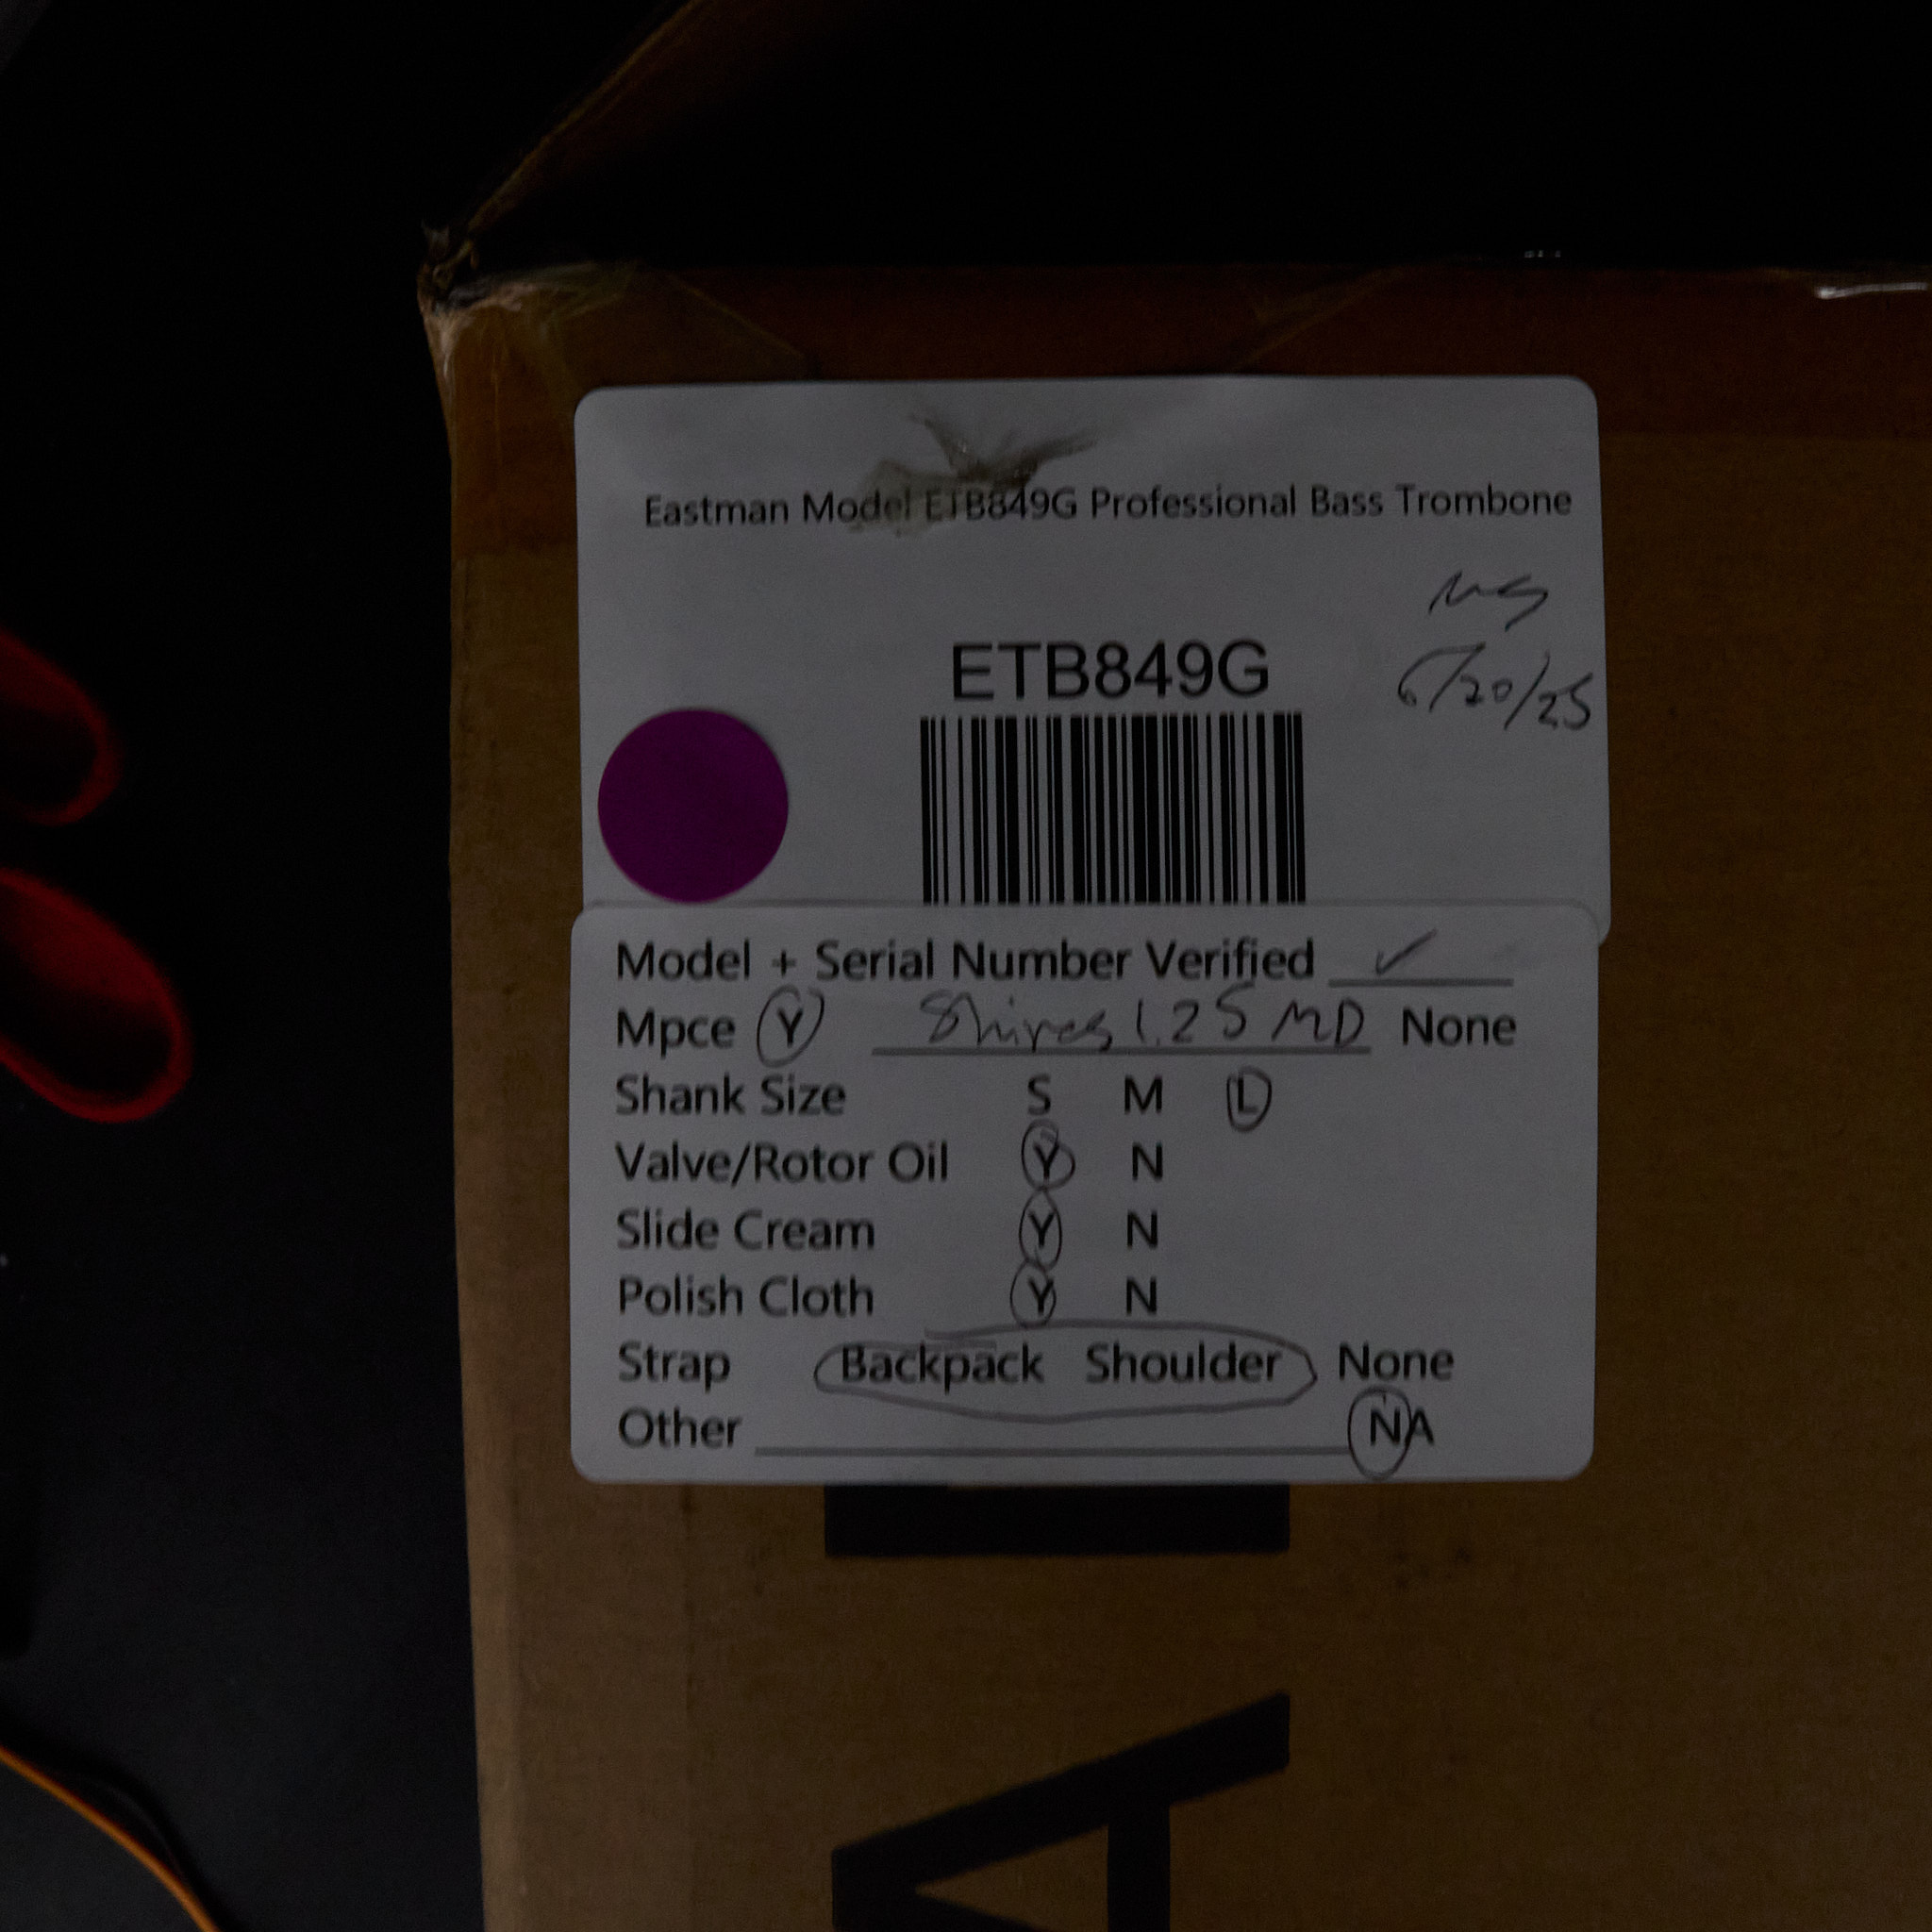 Eastman Model ETB849G Professional Bass Trombone
6/20/25
ETB849G
Model + Serial Number Verified ✓
Mpce Y Shires 1.25 MD None
Shank Size S M L
Valve/Rotor Oil Y N
Slide Cream Y N
Polish Cloth Y N
Strap Backpack Shoulder None
Other NA
A